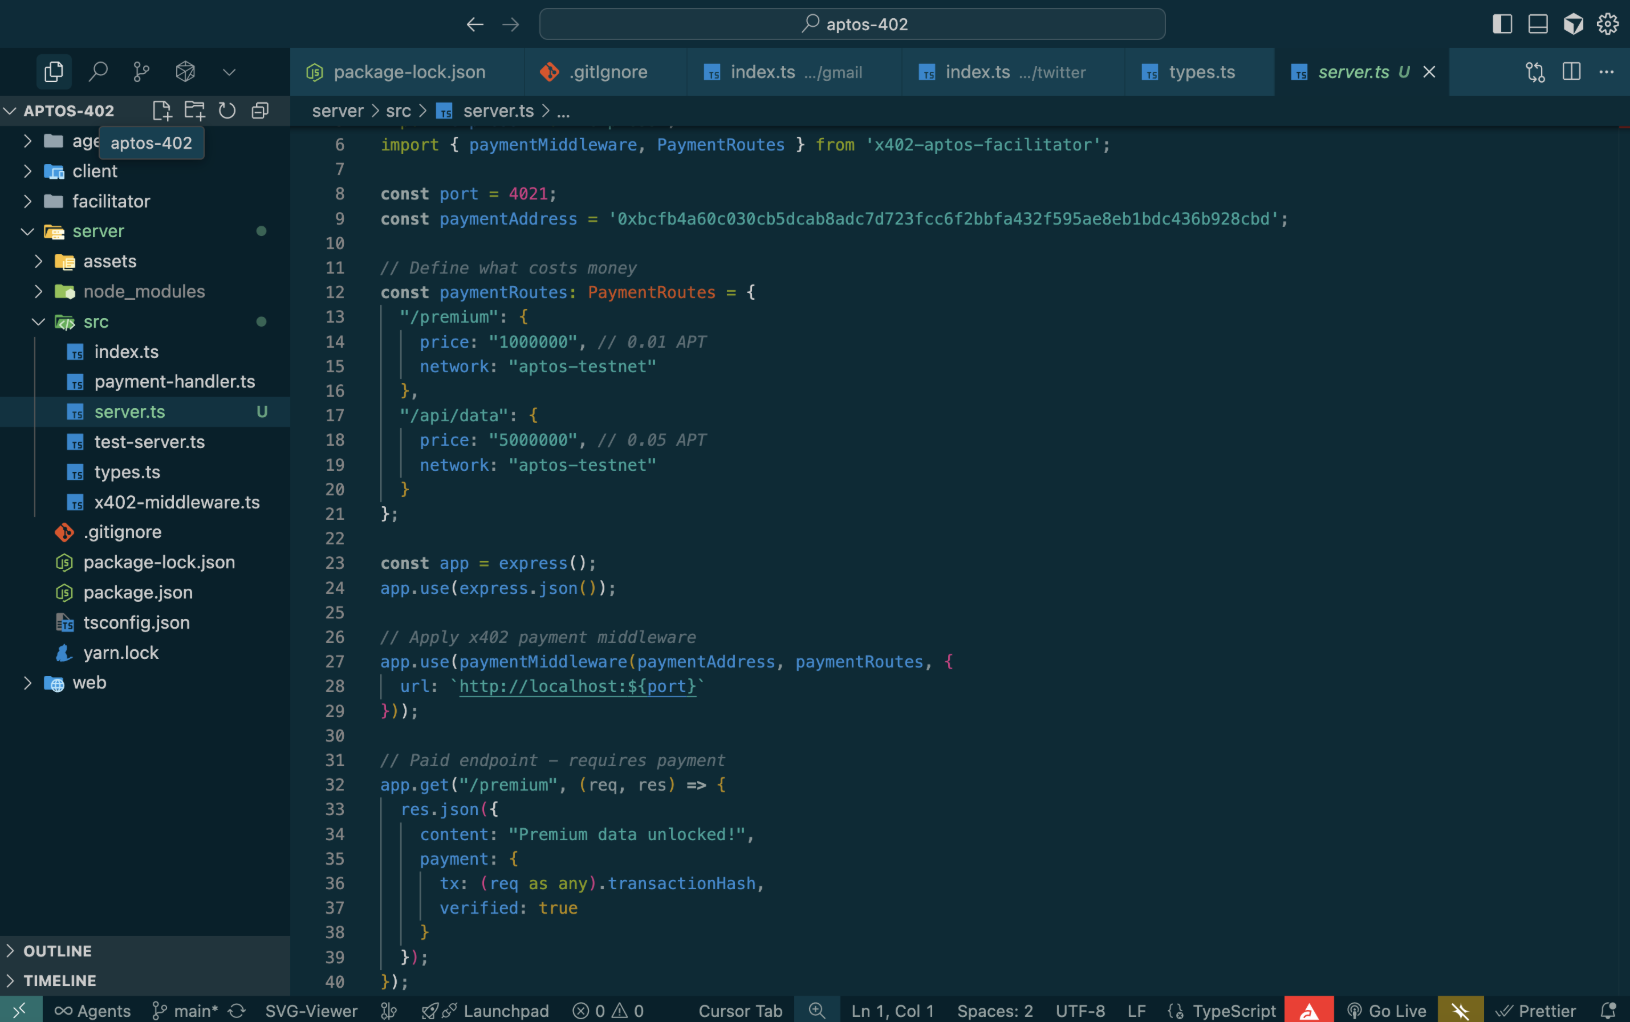 aptos-402
package-lock.json
.gitIgnore
index.ts .../gmail
index.ts .../twitter
types.ts
server.ts U
APTOS-402
server > src > server.ts > ...
age
aptos-402
client
facilitator
server
assets
node_modules
src
index.ts
payment-handler.ts
server.ts U
test-server.ts
types.ts
x402-middleware.ts
.gitignore
package-lock.json
package.json
tsconfig.json
yarn.lock
web
OUTLINE
TIMELINE
6 import { paymentMiddleware, PaymentRoutes } from 'x402-aptos-facilitator';
7
8 const port = 4021;
9 const paymentAddress = '0xbcfb4a60c030cb5dcab8adc7d723fcc6f2bbfa432f595ae8eb1bdc436b928cbd';
10
11 // Define what costs money
12 const paymentRoutes: PaymentRoutes = {
13 "/premium": {
14 price: "1000000", // 0.01 APT
15 network: "aptos-testnet"
16 },
17 "/api/data": {
18 price: "5000000", // 0.05 APT
19 network: "aptos-testnet"
20 }
21 };
22
23 const app = express();
24 app.use(express.json());
25
26 // Apply x402 payment middleware
27 app.use(paymentMiddleware(paymentAddress, paymentRoutes, {
28 url: `http://localhost:${port}`
29 }));
30
31 // Paid endpoint – requires payment
32 app.get("/premium", (req, res) => {
33 res.json({
34 content: "Premium data unlocked!",
35 payment: {
36 tx: (req as any).transactionHash,
37 verified: true
38 }
39 });
40 });
Agents
main*
SVG-Viewer
Launchpad
0
0
Cursor Tab
Ln 1, Col 1
Spaces: 2
UTF-8
LF
TypeScript
Go Live
Prettier